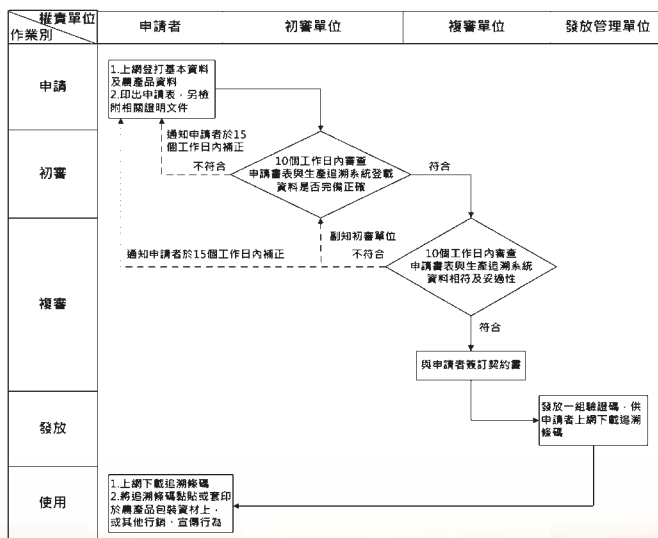 權責單位
作業別
申請者
初審單位
複審單位
發放管理單位
申請
1.上網登打基本資料
及農產品資料
2.印出申請表，另檢
附相關證明文件
通知申請者於15
個工作日內補正
不符合
初審
10個工作日內審查
申請書表與生產追溯系統登載
資料是否完備正確
符合
副知初審單位
通知申請者於15個工作日內補正
不符合
10個工作日內審查
申請書表與生產追溯系統
資料相符及妥適性
複審
符合
與申請者簽訂契約書
發放
發放一組驗證碼，供
申請者上網下載追溯
條碼
使用
1.上網下載追溯條碼
2.將追溯條碼黏貼或套印
於農產品包裝資材上，
或其他行銷、宣傳行為